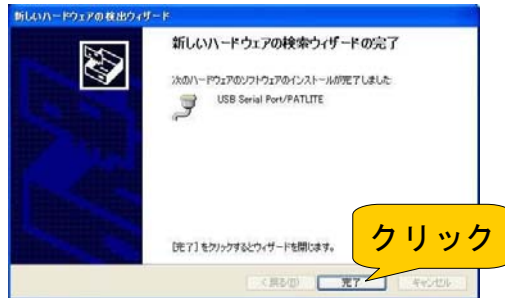 新しいハードウェアの検出ウィザード
新しいハードウェアの検索ウィザードの完了
次のハードウェアのソフトウェアのインストールが完了しました
USB Serial Port/PATLITE
[完了] をクリックするとウィザードを閉じます。
クリック
< 戻る(B)
完了
キャンセル